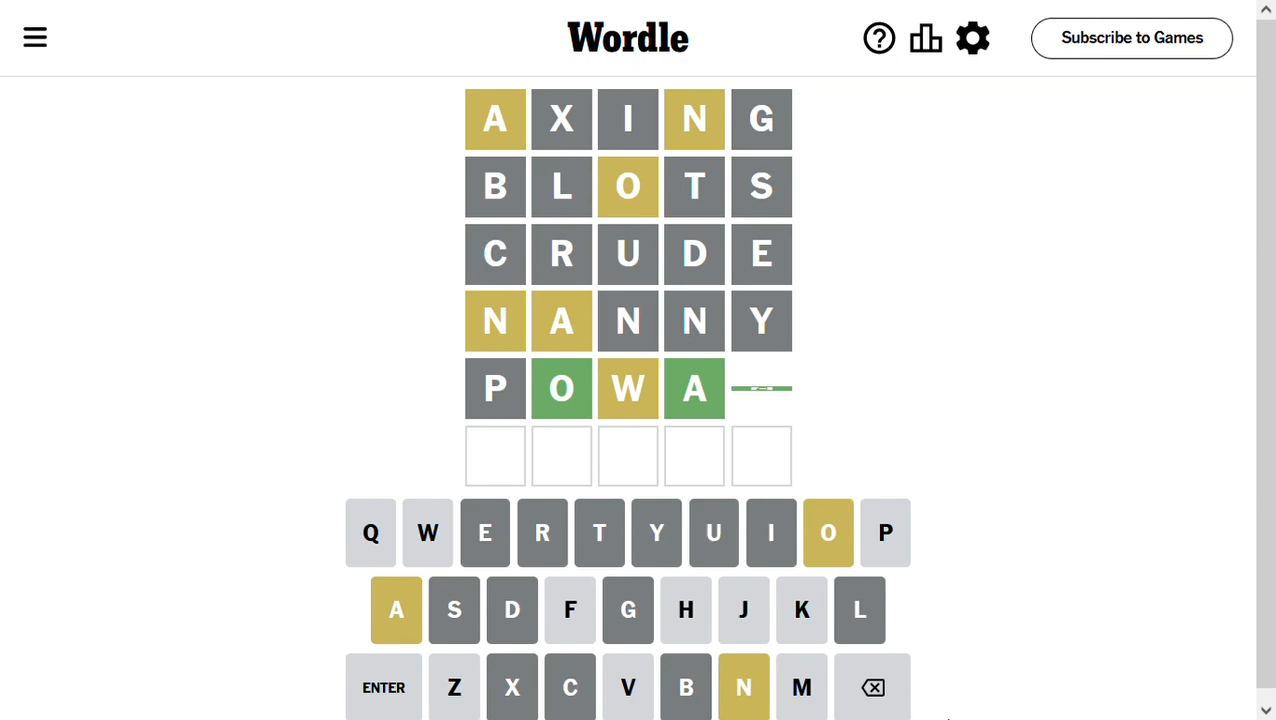 Wordle
Subscribe to Games
A X I N G
B L O T S
C R U D E
N A N N Y
P O W A
Q W E R T Y U I O P
A S D F G H J K L
ENTER Z X C V B N M